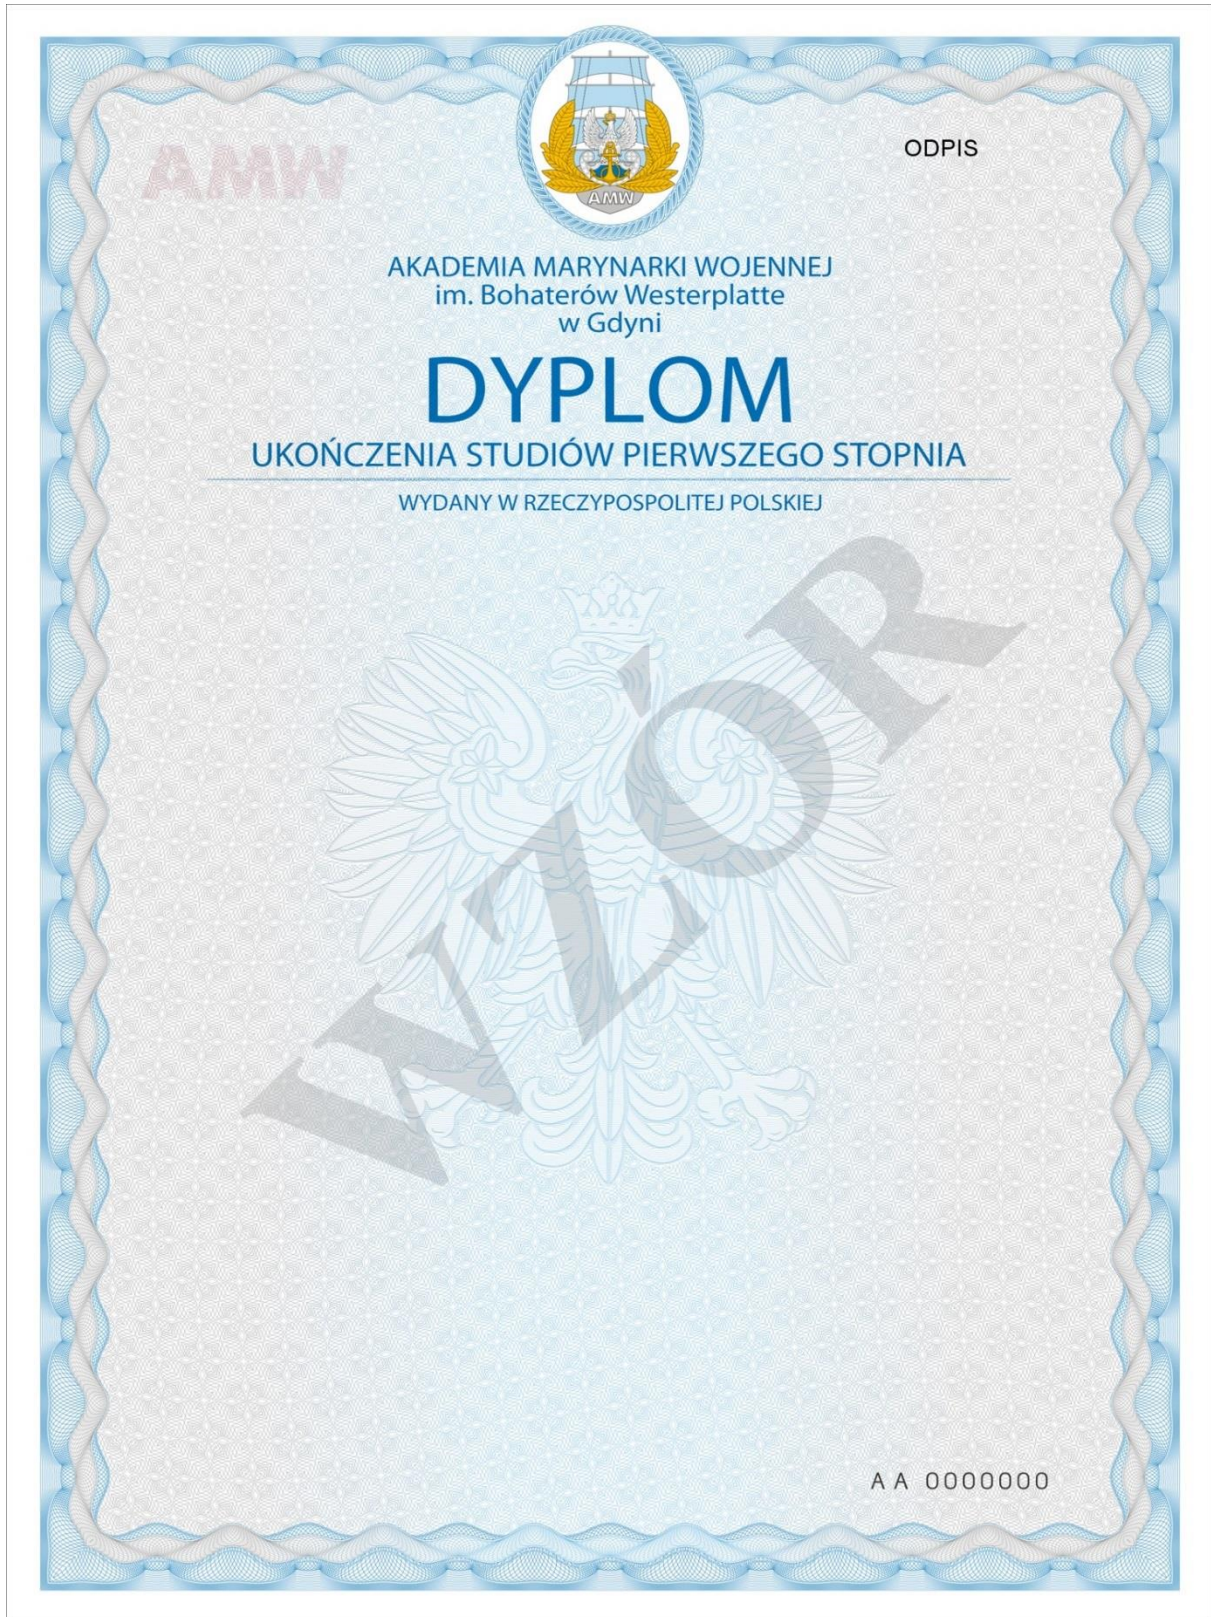 AMW
AMW
ODPIS
AKADEMIA MARYNARKI WOJENNEJ
im. Bohaterów Westerplatte
w Gdyni
DYPLOM
UKOŃCZENIA STUDIÓW PIERWSZEGO STOPNIA
WYDANY W RZECZYPOSPOLITEJ POLSKIEJ
WZÓR
A A 0000000